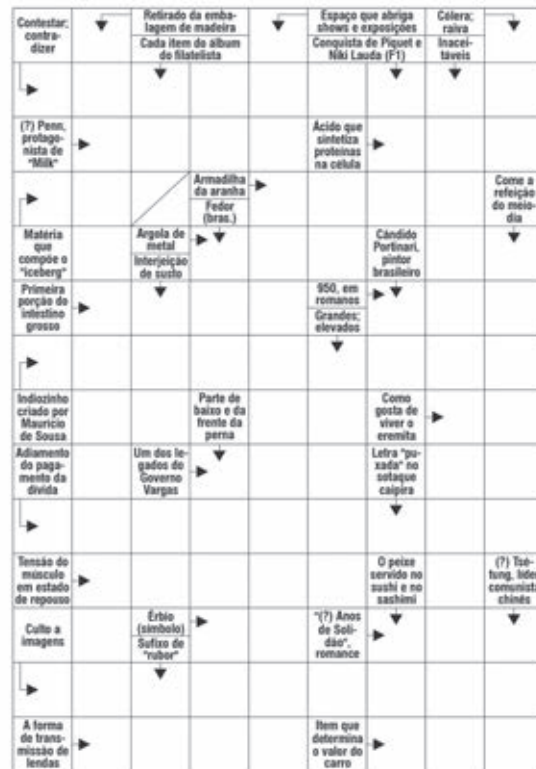 Contestar;
contra-
dizer
Retirado da emba-
lagem de madeira
Cada item do álbum
do filatelista
Espaço que abriga
shows e exposições
Conquista de Piquet e
Niki Lauda (F1)
Cólera;
raiva
Inacei-
táveis
(?) Penn,
protago-
nista de
"Milk"
Ácido que
sintetiza
proteínas
na célula
Armadilha
da aranha
Fedor
(bras.)
Come a
refeição
do meio-
dia
Matéria
que
compõe o
"iceberg"
Argola de
metal
Interjeição
de susto
Cândido
Portinari,
pintor
brasileiro
Primeira
porção do
intestino
grosso
950, em
romanos
Grandes;
elevados
Indiozinho
criado por
Mauricio
de Sousa
Parte de
baixo e da
frente da
perna
Como
gosta de
viver o
eremita
Adiamento
do paga-
mento da
dívida
Um dos le-
gados do
Governo
Vargas
Letra "pu-
xada" no
sotaque
caipira
Tensão do
músculo
em estado
de repouso
O peixe
servido no
sushi e no
sashimi
(?) Tsé-
tung, líder
comunista
chinês
Culto a
imagens
Érbio
(símbolo)
Sufixo de
"rubor"
"(?) Anos
de Soli-
dão",
romance
A forma
de trans-
missão de
lendas
Item que
determina
o valor do
carro